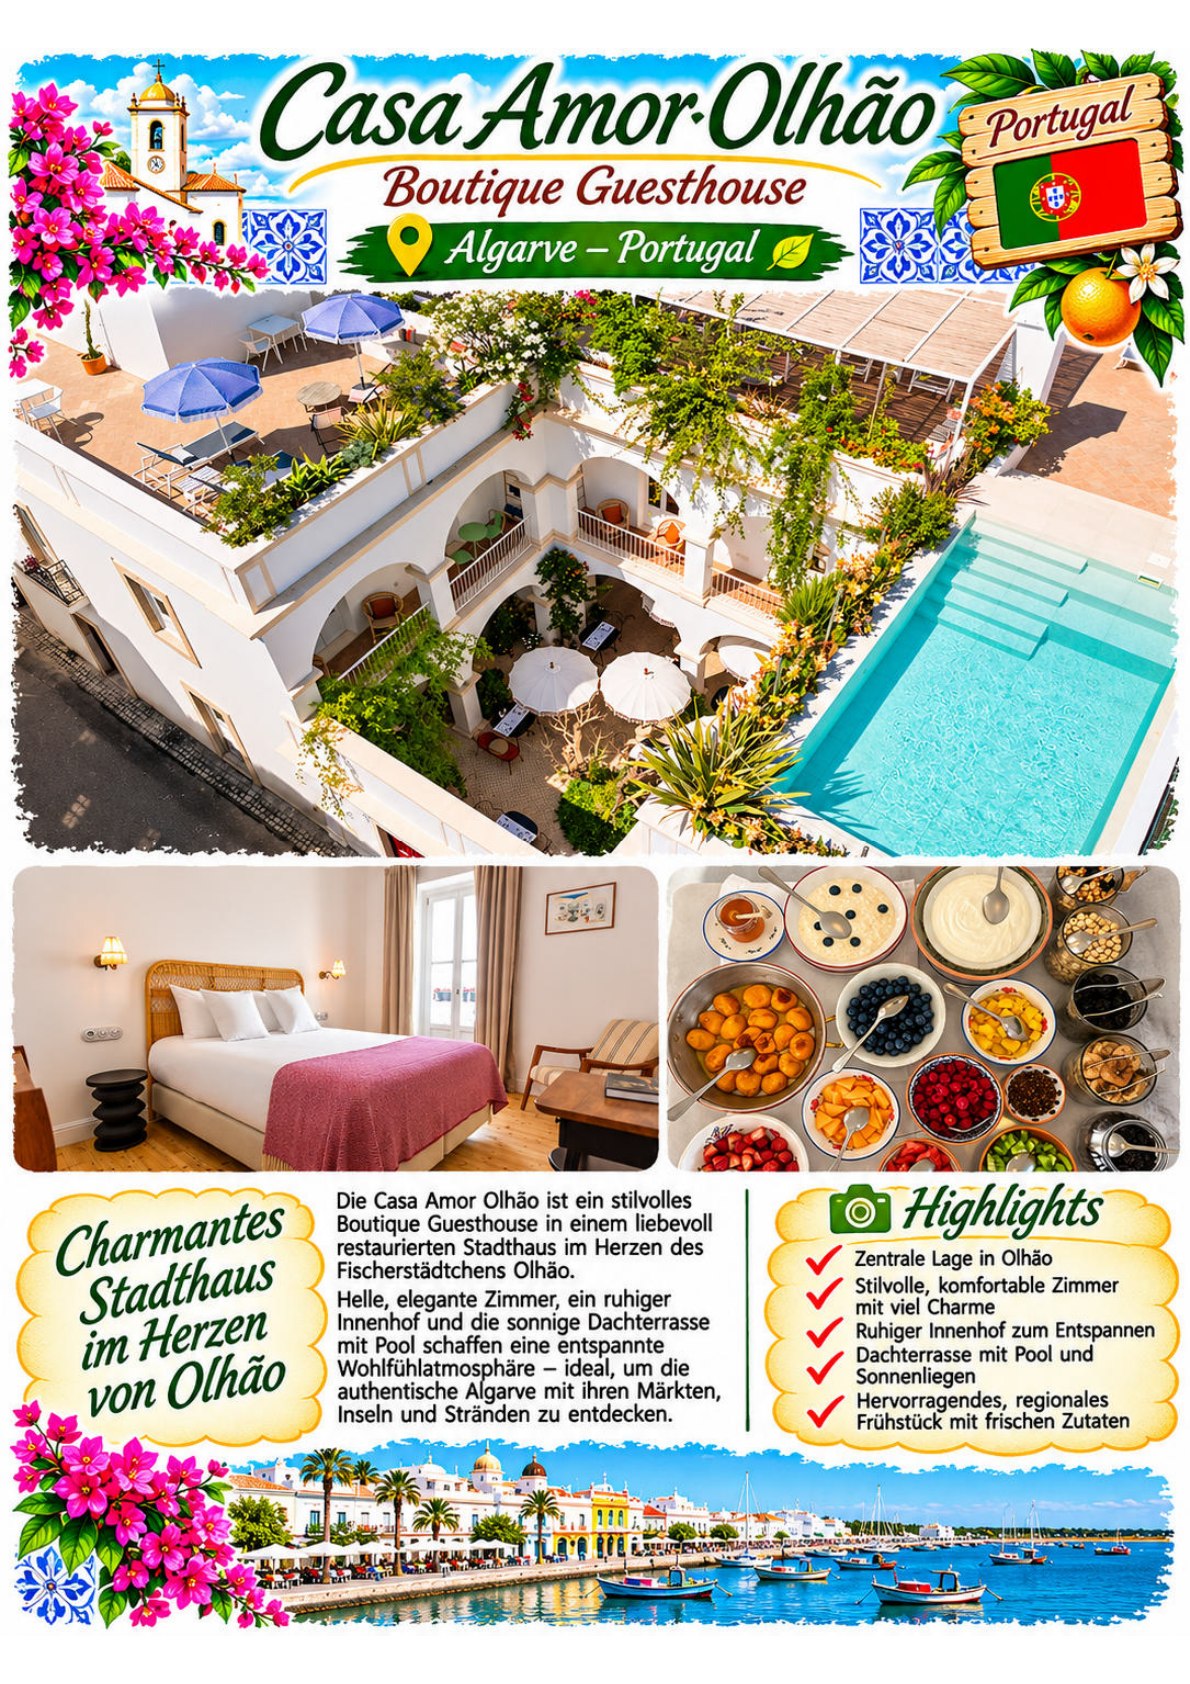 Casa Amor·Olhão
Boutique Guesthouse
Algarve – Portugal
Portugal
Charmantes
Stadthaus
im Herzen
von Olhão
Die Casa Amor Olhão ist ein stilvolles
Boutique Guesthouse in einem liebevoll
restaurierten Stadthaus im Herzen des
Fischerstädtchens Olhão.
Helle, elegante Zimmer, ein ruhiger
Innenhof und die sonnige Dachterrasse
mit Pool schaffen eine entspannte
Wohlfühlatmosphäre – ideal, um die
authentische Algarve mit ihren Märkten,
Inseln und Stränden zu entdecken.
Highlights
Zentrale Lage in Olhão
Stilvolle, komfortable Zimmer
mit viel Charme
Ruhiger Innenhof zum Entspannen
Dachterrasse mit Pool und
Sonnenliegen
Hervorragendes, regionales
Frühstück mit frischen Zutaten